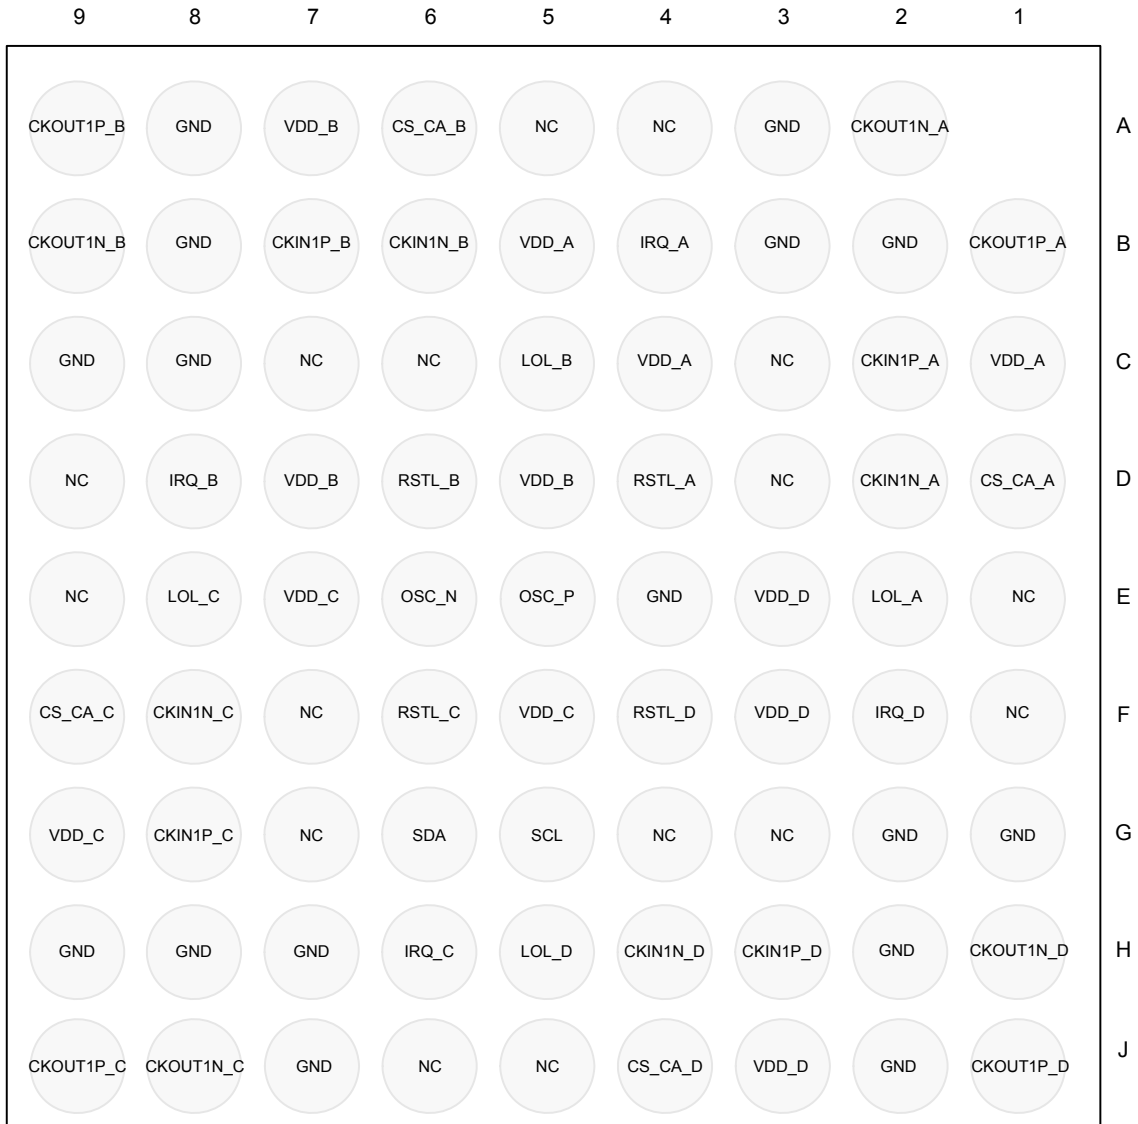 9 8 7 6 5 4 3 2 1
CKOUT1P_B GND VDD_B CS_CA_B NC NC GND CKOUT1N_A A
CKOUT1N_B GND CKIN1P_B CKIN1N_B VDD_A IRQ_A GND GND CKOUT1P_A B
GND GND NC NC LOL_B VDD_A NC CKIN1P_A VDD_A C
NC IRQ_B VDD_B RSTL_B VDD_B RSTL_A NC CKIN1N_A CS_CA_A D
NC LOL_C VDD_C OSC_N OSC_P GND VDD_D LOL_A NC E
CS_CA_C CKIN1N_C NC RSTL_C VDD_C RSTL_D VDD_D IRQ_D NC F
VDD_C CKIN1P_C NC SDA SCL NC NC GND GND G
GND GND GND IRQ_C LOL_D CKIN1N_D CKIN1P_D GND CKOUT1N_D H
CKOUT1P_C CKOUT1N_C GND NC NC CS_CA_D VDD_D GND CKOUT1P_D J